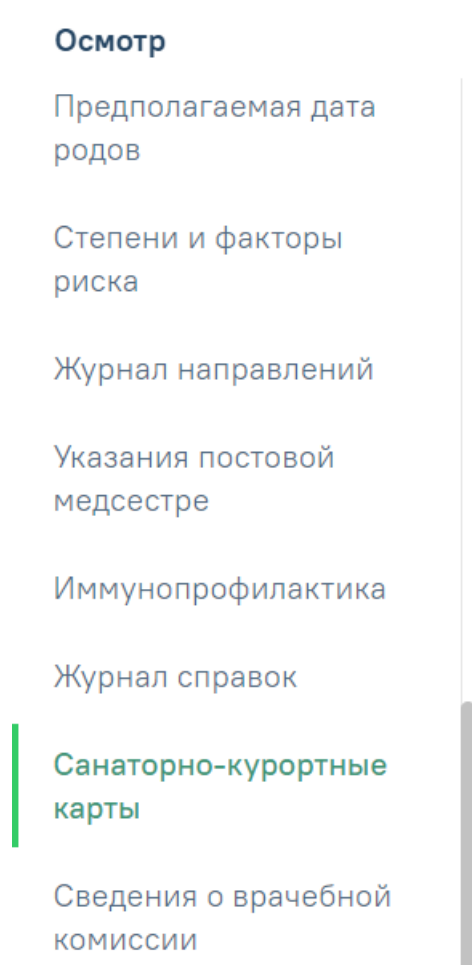 Осмотр
Предполагаемая дата
родов
Степени и факторы
риска
Журнал направлений
Указания постовой
медсестре
Иммунопрофилактика
Журнал справок
Санаторно-курортные
карты
Сведения о врачебной
комиссии